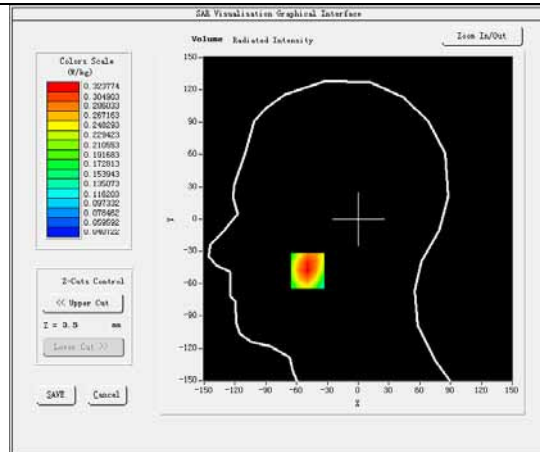 SAR Visualisation Graphical Interface
Volume Radiated Intensity
Zoom In/Out
Colors Scale
(W/kg)
0.323774
0.304903
0.286033
0.267163
0.248293
0.229423
0.210553
0.191683
0.172813
0.153943
0.135073
0.116203
0.097332
0.078462
0.059592
0.040722
Z-Cuts Control
<< Upper Cut
Z = 3.5 mm
Lower Cut >>
SAVE
Cancel
150
120
90
60
30
0
-30
-60
-90
-120
-150
Y
-150 -120 -90 -60 -30 0 30 60 90 120 150
X